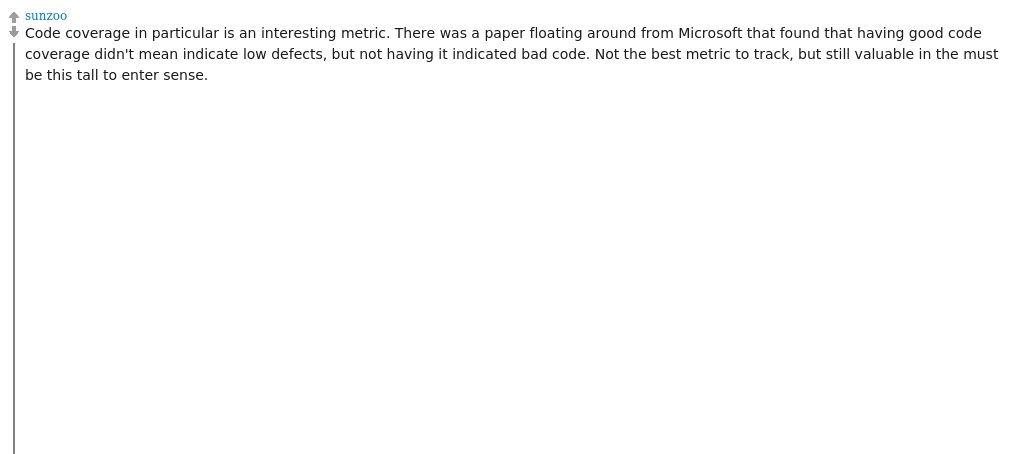 sunzoo
Code coverage in particular is an interesting metric. There was a paper floating around from Microsoft that found that having good code
coverage didn't mean indicate low defects, but not having it indicated bad code. Not the best metric to track, but still valuable in the must
be this tall to enter sense.